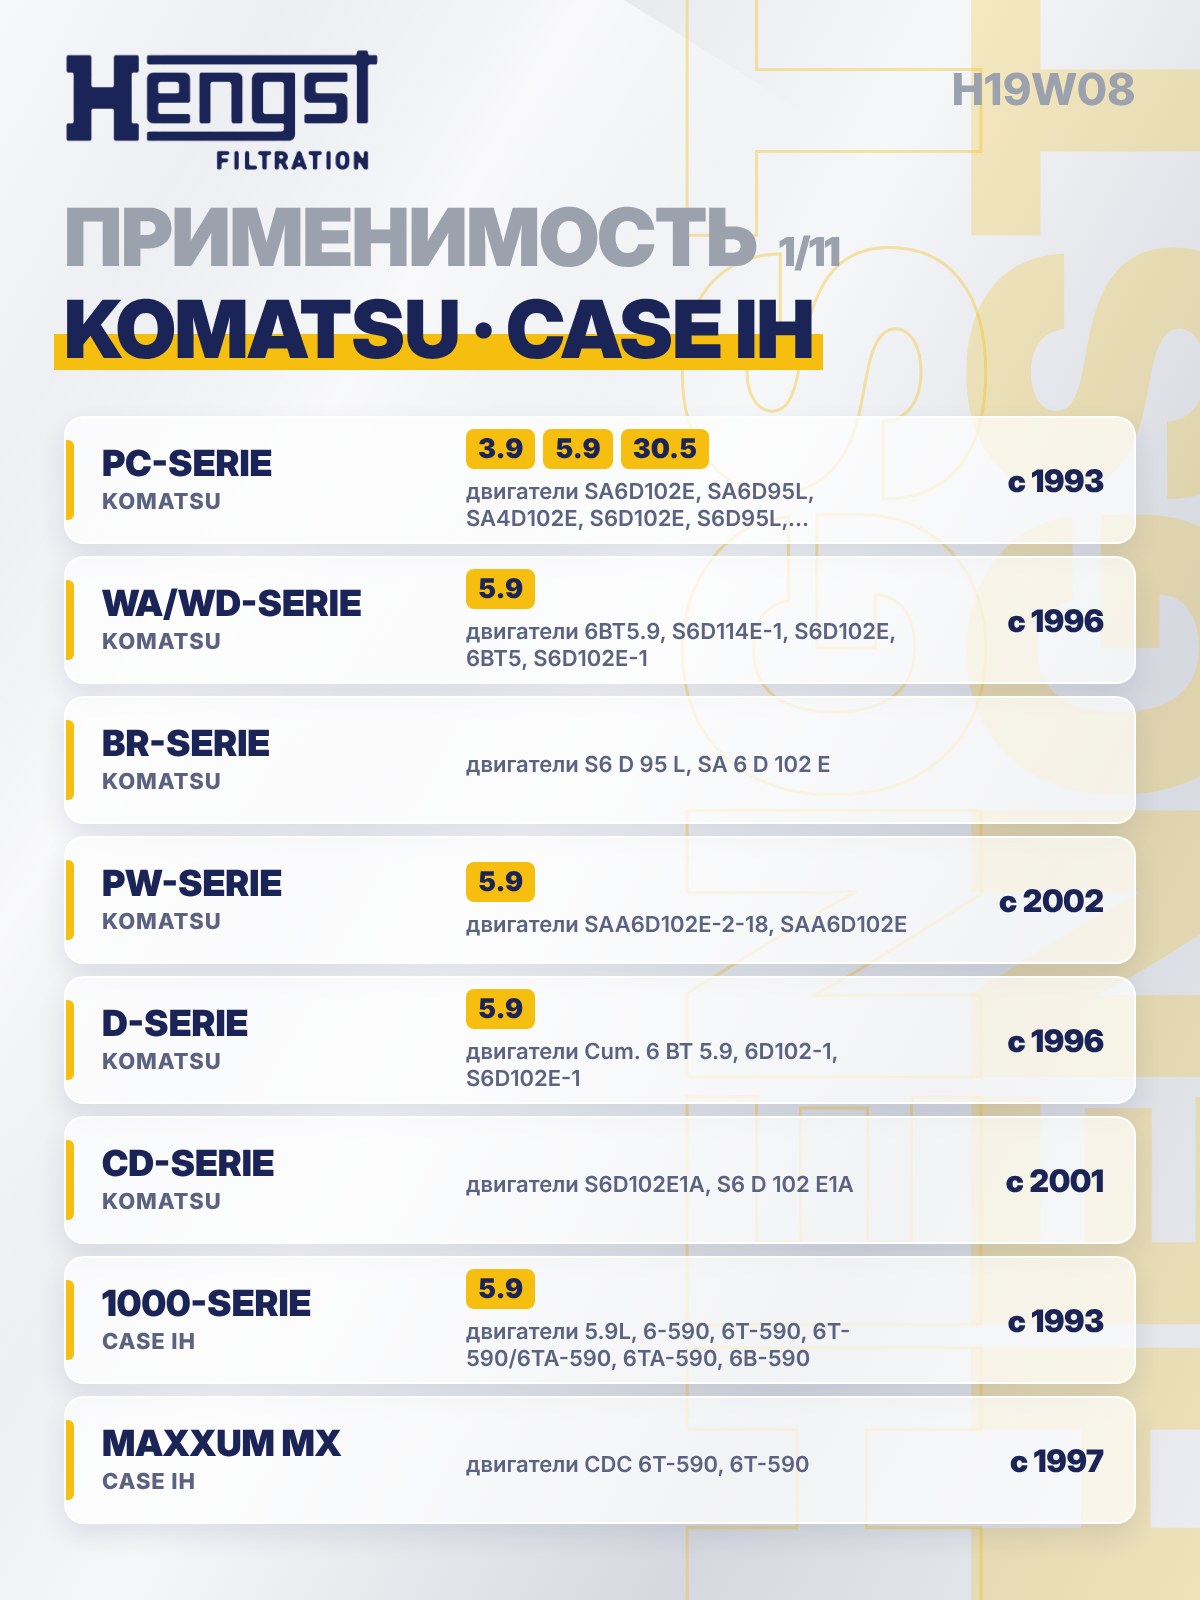 Hengst
FILTRATION
H19W08
ПРИМЕНИМОСТЬ 1/11
KOMATSU · CASE IH
PC-SERIE
KOMATSU
3.9 5.9 30.5
двигатели SA6D102E, SA6D95L,
SA4D102E, S6D102E, S6D95L,...
с 1993
WA/WD-SERIE
KOMATSU
5.9
двигатели 6BT5.9, S6D114E-1, S6D102E,
6BT5, S6D102E-1
с 1996
BR-SERIE
KOMATSU
двигатели S6 D 95 L, SA 6 D 102 E
PW-SERIE
KOMATSU
5.9
двигатели SAA6D102E-2-18, SAA6D102E
с 2002
D-SERIE
KOMATSU
5.9
двигатели Cum. 6 BT 5.9, 6D102-1,
S6D102E-1
с 1996
CD-SERIE
KOMATSU
двигатели S6D102E1A, S6 D 102 E1A
с 2001
1000-SERIE
CASE IH
5.9
двигатели 5.9L, 6-590, 6T-590, 6T-
590/6TA-590, 6TA-590, 6B-590
с 1993
MAXXUM MX
CASE IH
двигатели CDC 6T-590, 6T-590
с 1997
HENGST
HENGST